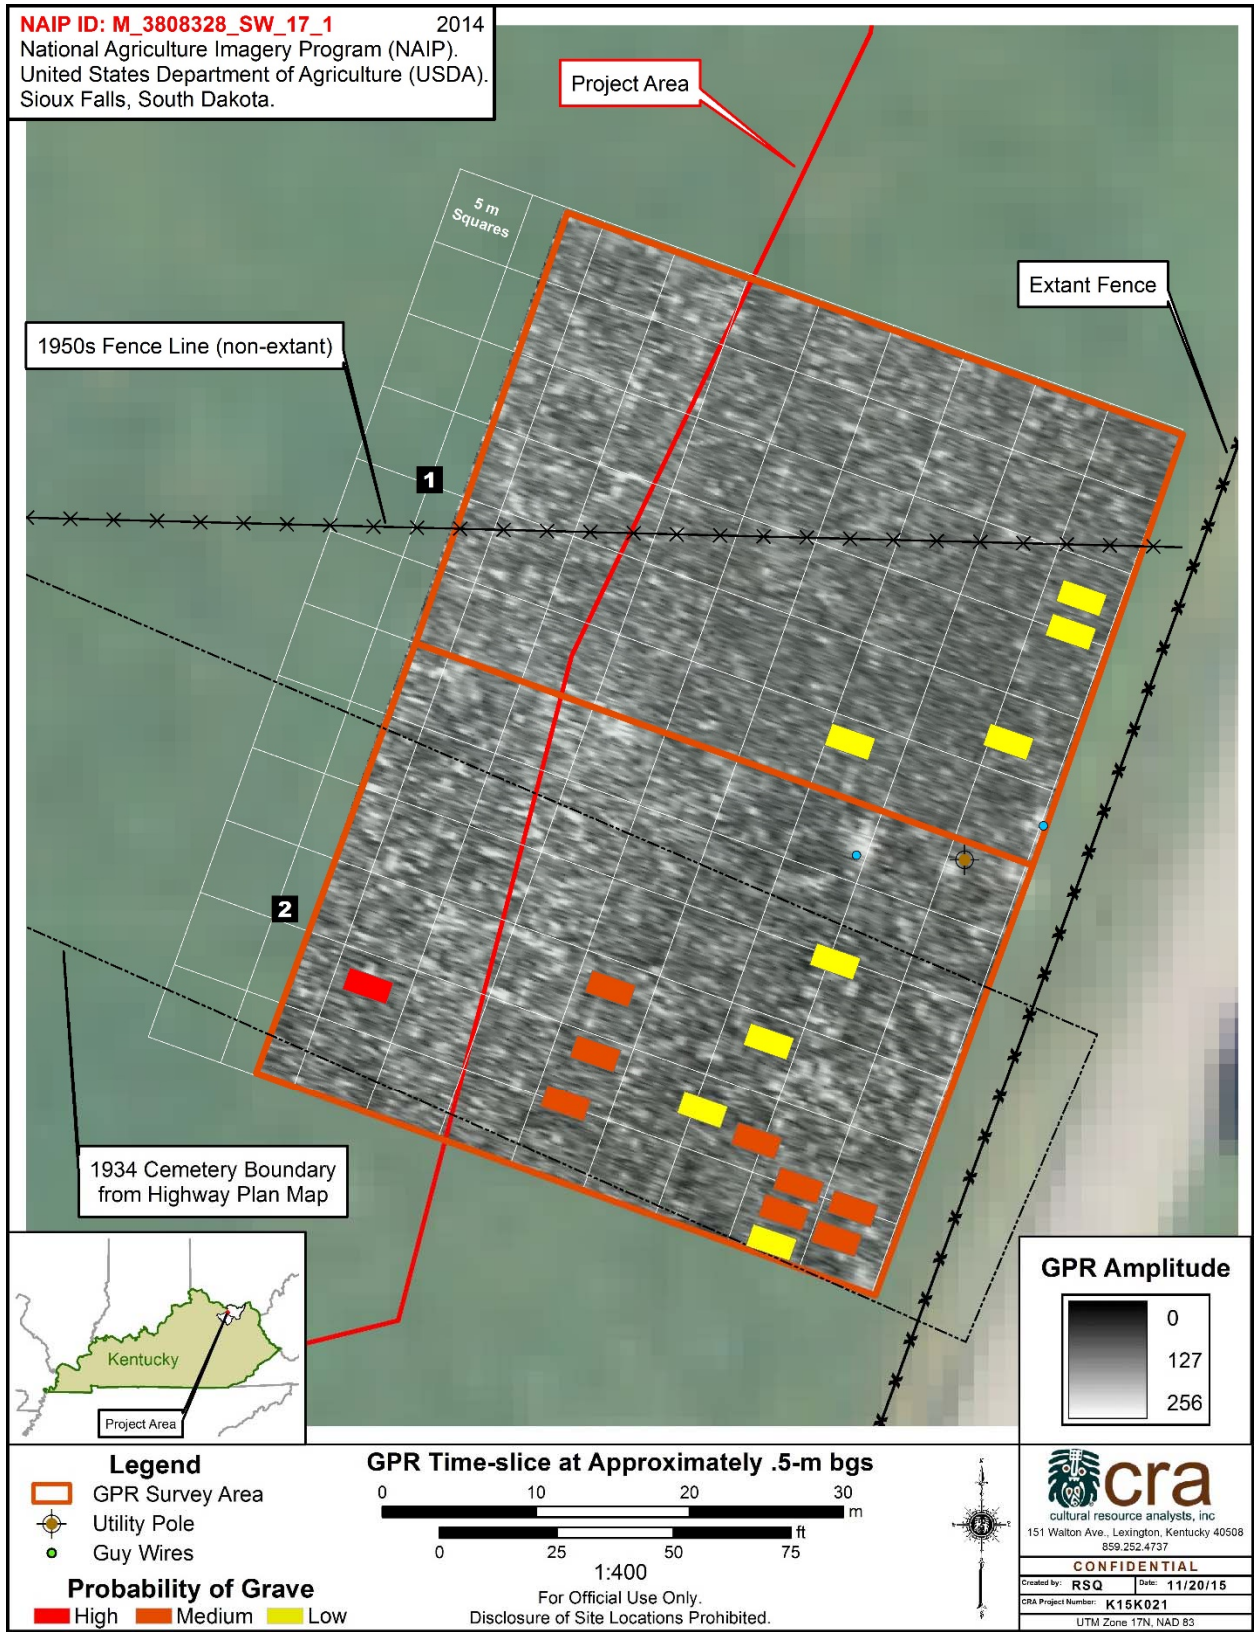 NAIP ID: M_3808328_SW_17_1 2014
National Agriculture Imagery Program (NAIP).
United States Department of Agriculture (USDA).
Sioux Falls, South Dakota.
Project Area
5 m
Squares
Extant Fence
1950s Fence Line (non-extant)
1
2
1934 Cemetery Boundary
from Highway Plan Map
Kentucky
Project Area
GPR Amplitude
0
127
256
Legend
GPR Survey Area
Utility Pole
Guy Wires
Probability of Grave
High Medium Low
GPR Time-slice at Approximately .5-m bgs
0 10 20 30
m
ft
0 25 50 75
1:400
For Official Use Only.
Disclosure of Site Locations Prohibited.
cra
cultural resource analysts, inc
151 Walton Ave., Lexington, Kentucky 40508
859.252.4737
CONFIDENTIAL
Created by: RSQ Date: 11/20/15
CRA Project Number: K15K021
UTM Zone 17N, NAD 83